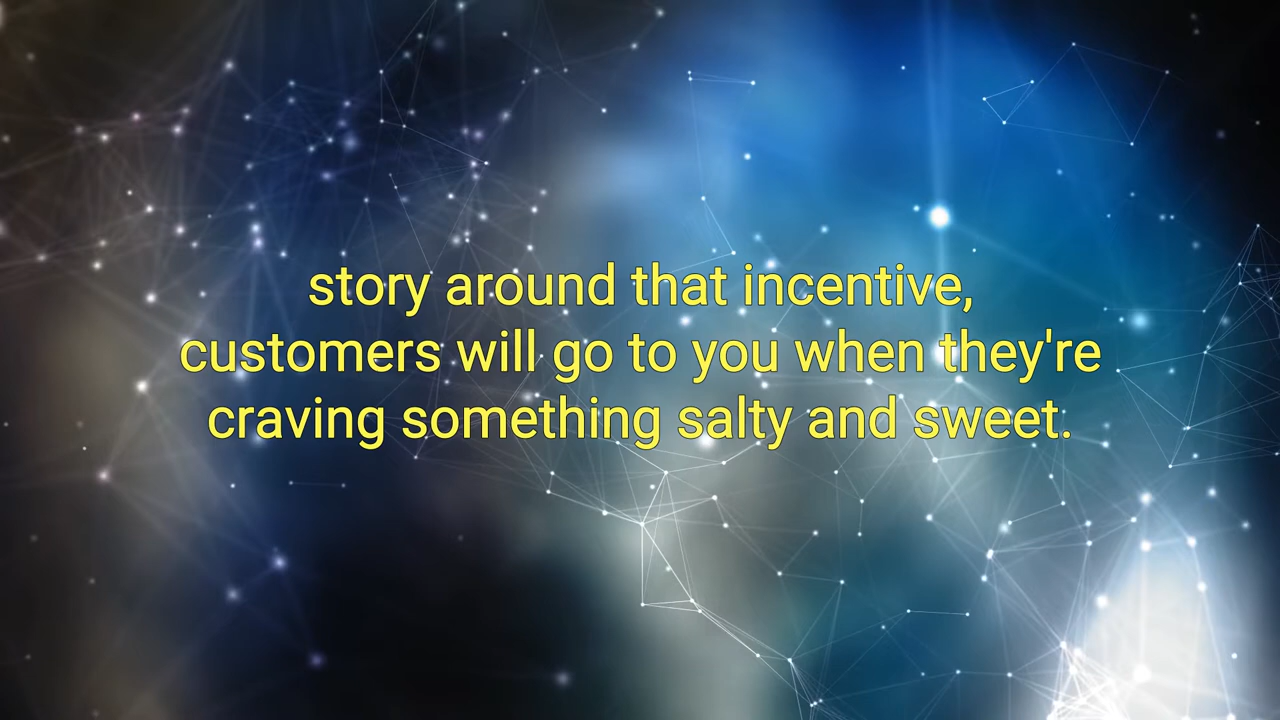 story around that incentive,
customers will go to you when they're
craving something salty and sweet.